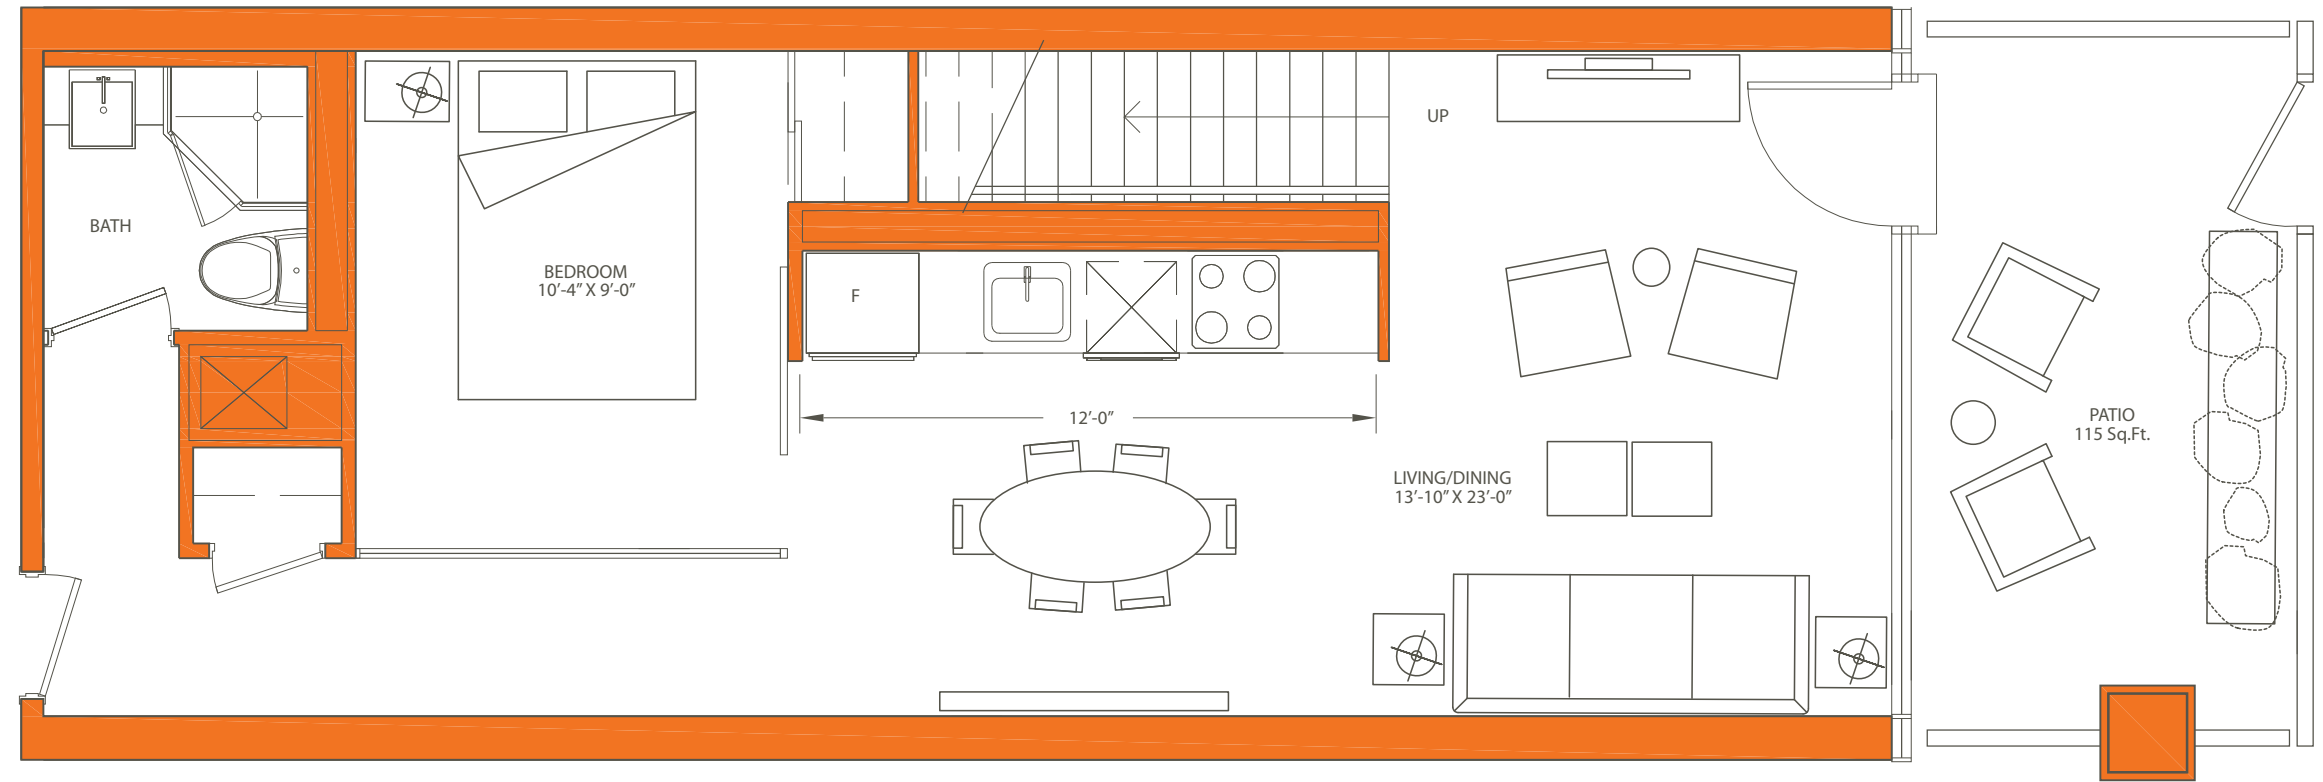 UP
BATH
BEDROOM
10'-4" X 9'-0"
F
12'-0"
PATIO
115 Sq.Ft.
LIVING/DINING
13'-10" X 23'-0"